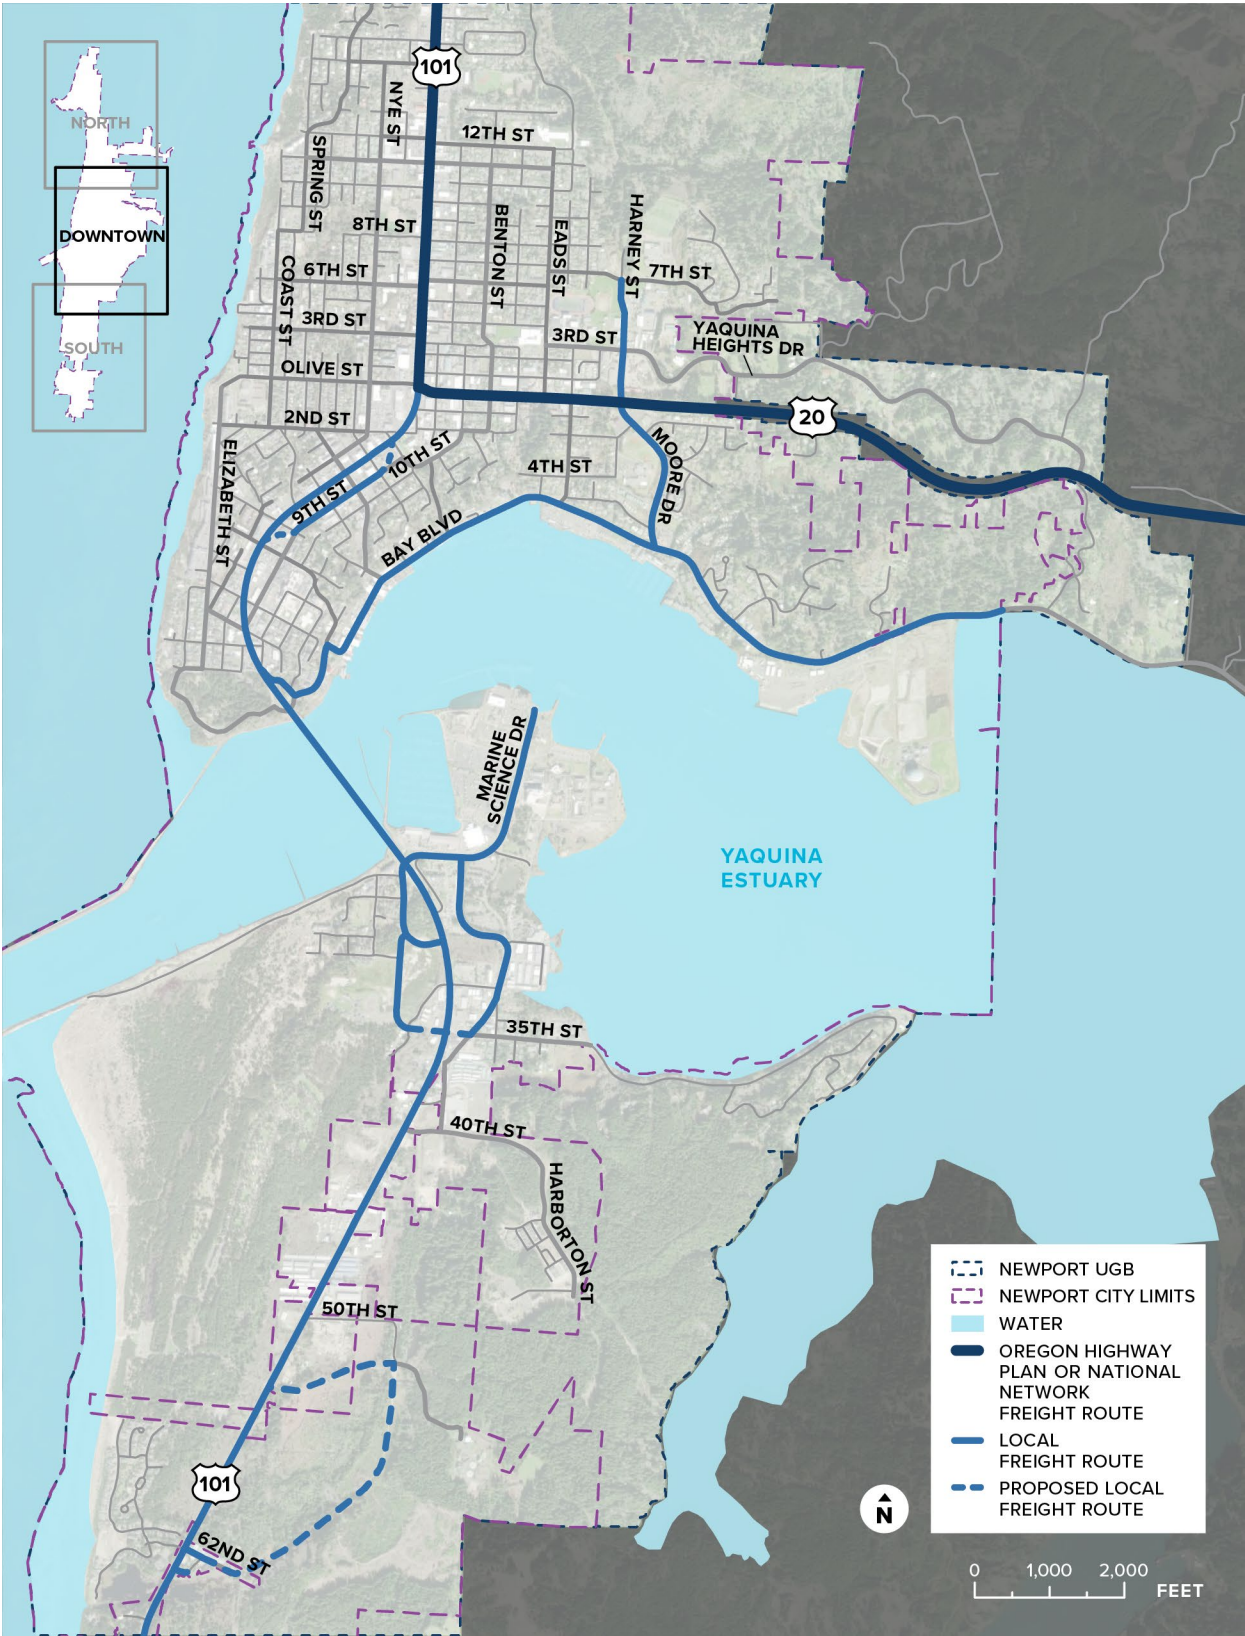 101
NYE ST
12TH ST
NORTH
SPRING ST
HARNEY ST
BENTON ST
EADS ST
8TH ST
DOWNTOWN
COAST ST
6TH ST
7TH ST
3RD ST
3RD ST
YAQUINA
HEIGHTS DR
SOUTH
OLIVE ST
2ND ST
20
ELIZABETH ST
10TH ST
MOORE DR
4TH ST
9TH ST
BAY BLVD
MARINE
SCIENCE DR
YAQUINA
ESTUARY
35TH ST
40TH ST
HARBORTON ST
50TH ST
101
62ND ST
NEWPORT UGB
NEWPORT CITY LIMITS
WATER
OREGON HIGHWAY
PLAN OR NATIONAL
NETWORK
FREIGHT ROUTE
LOCAL
FREIGHT ROUTE
PROPOSED LOCAL
FREIGHT ROUTE
N
0 1,000 2,000
FEET